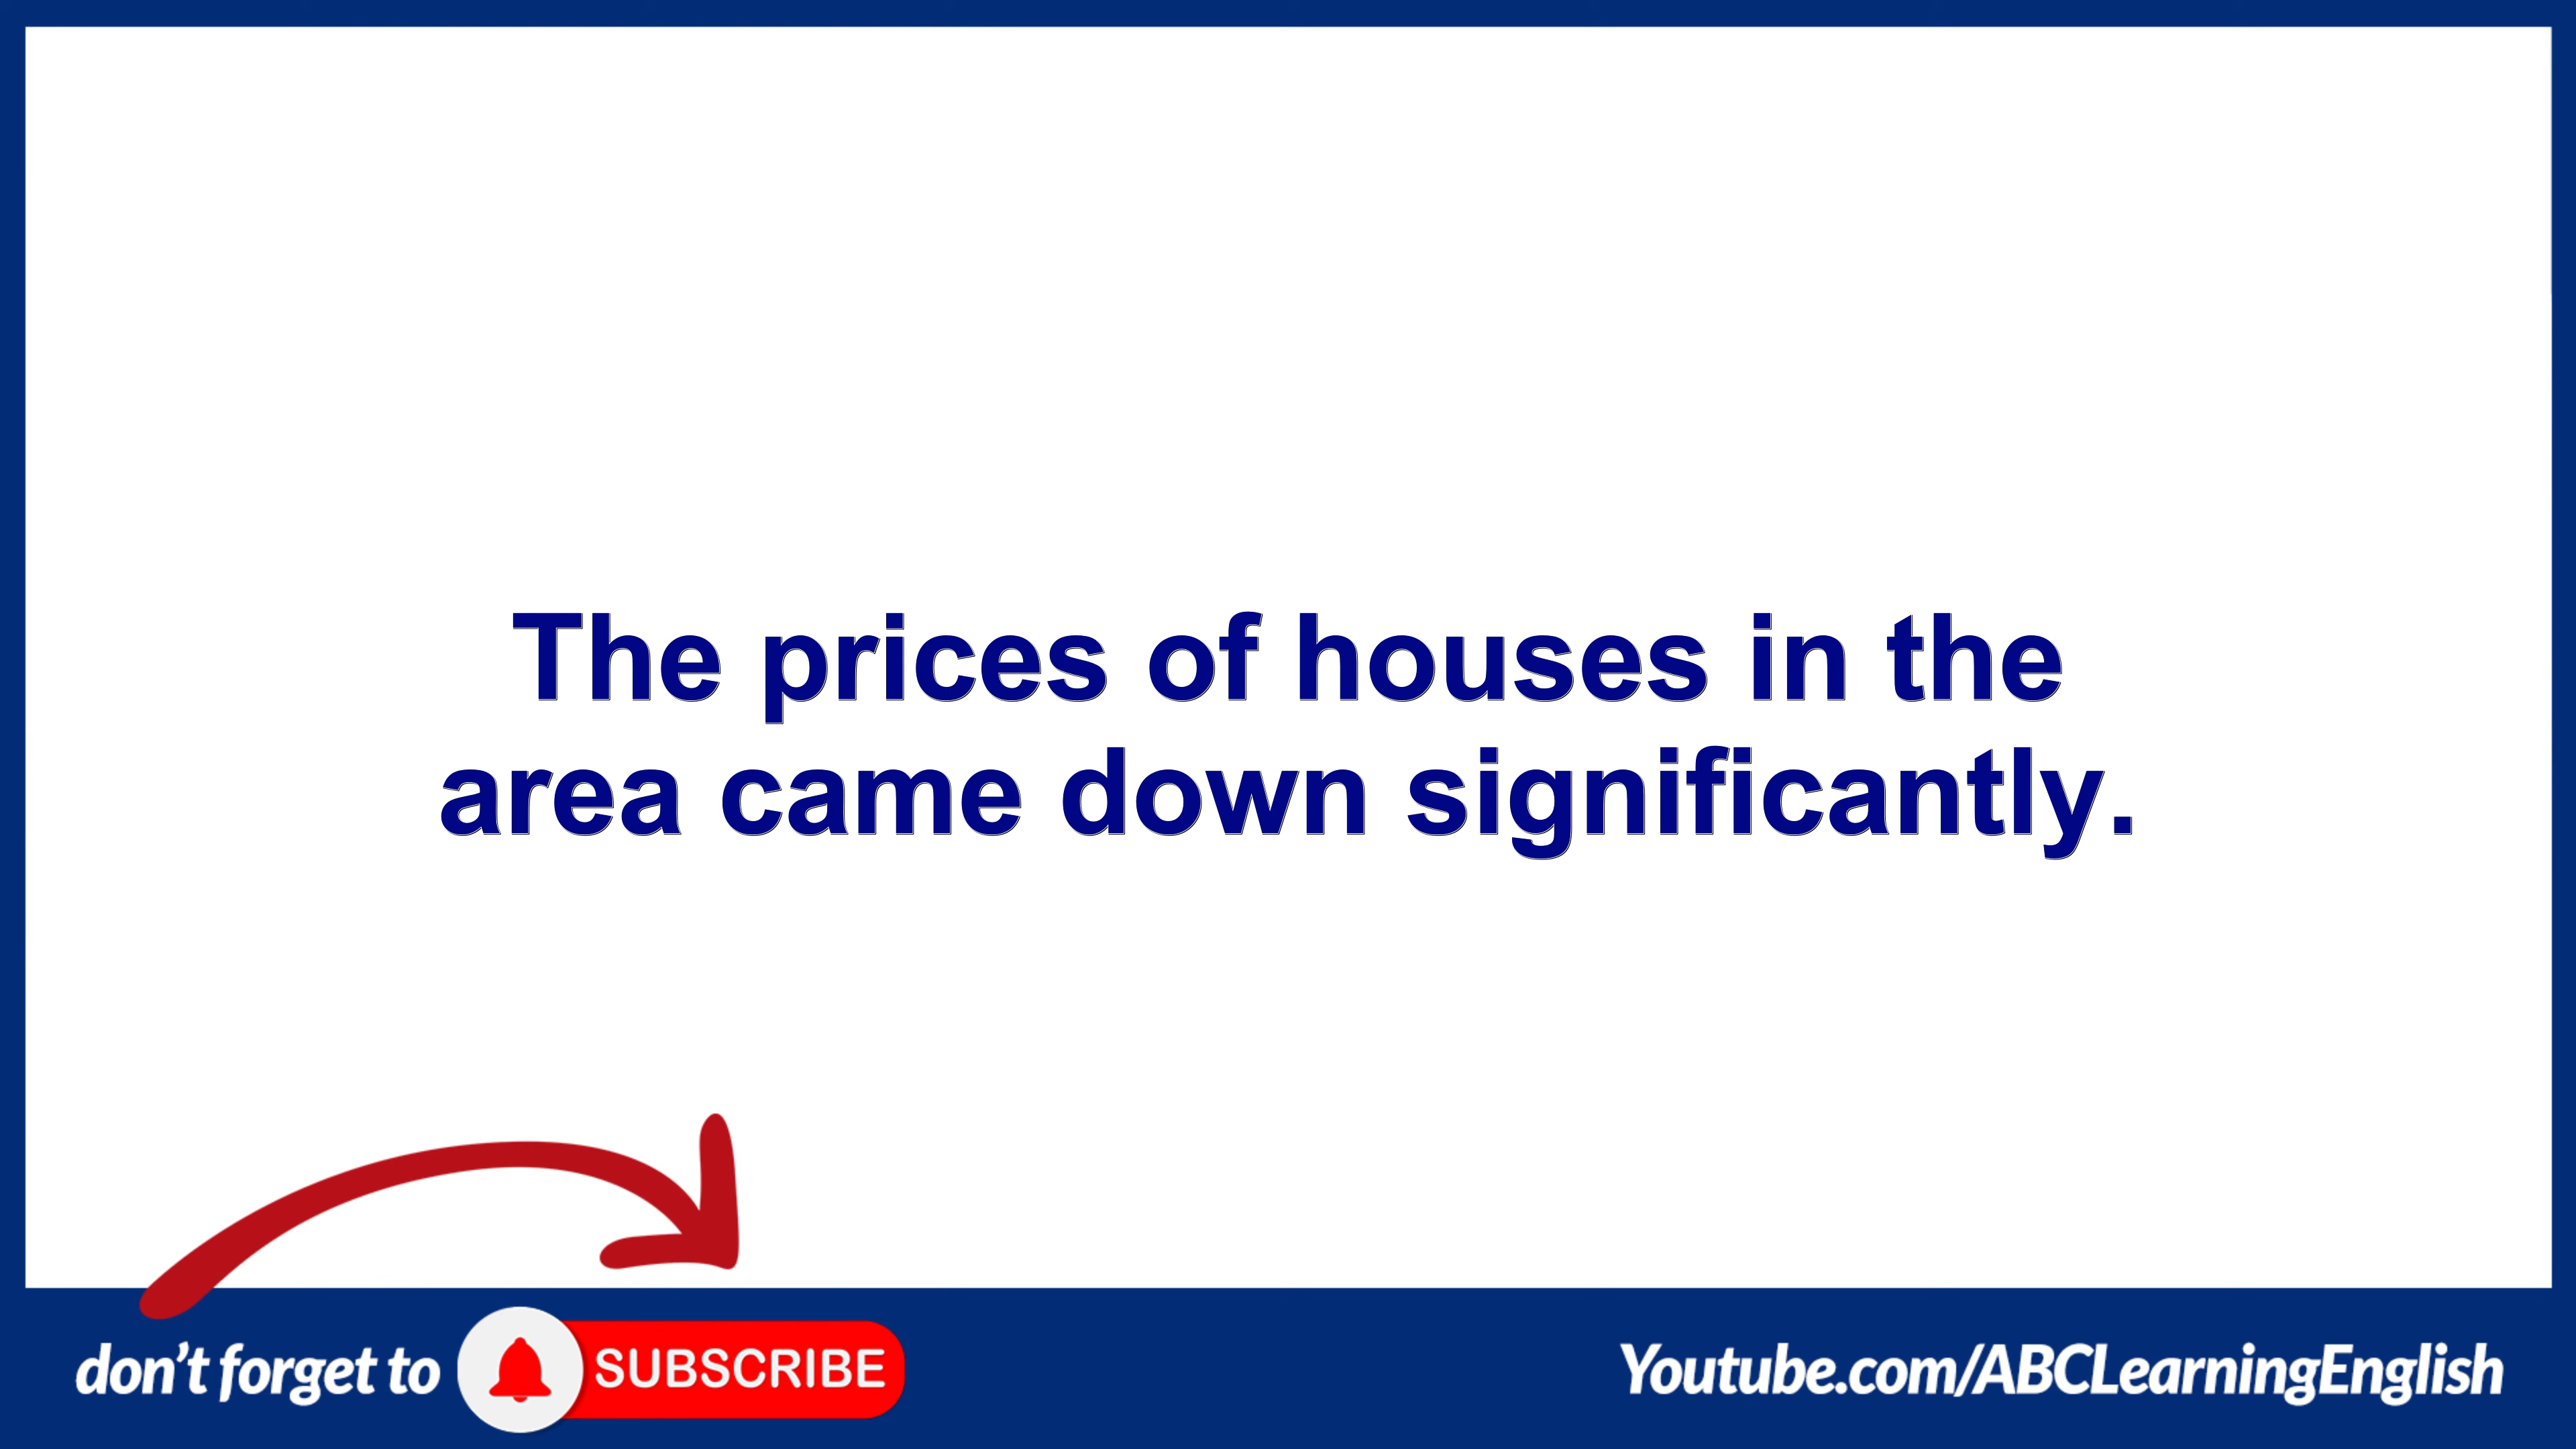 The prices of houses in the
area came down significantly.
don't forget to SUBSCRIBE
Youtube.com/ABCLearningEnglish